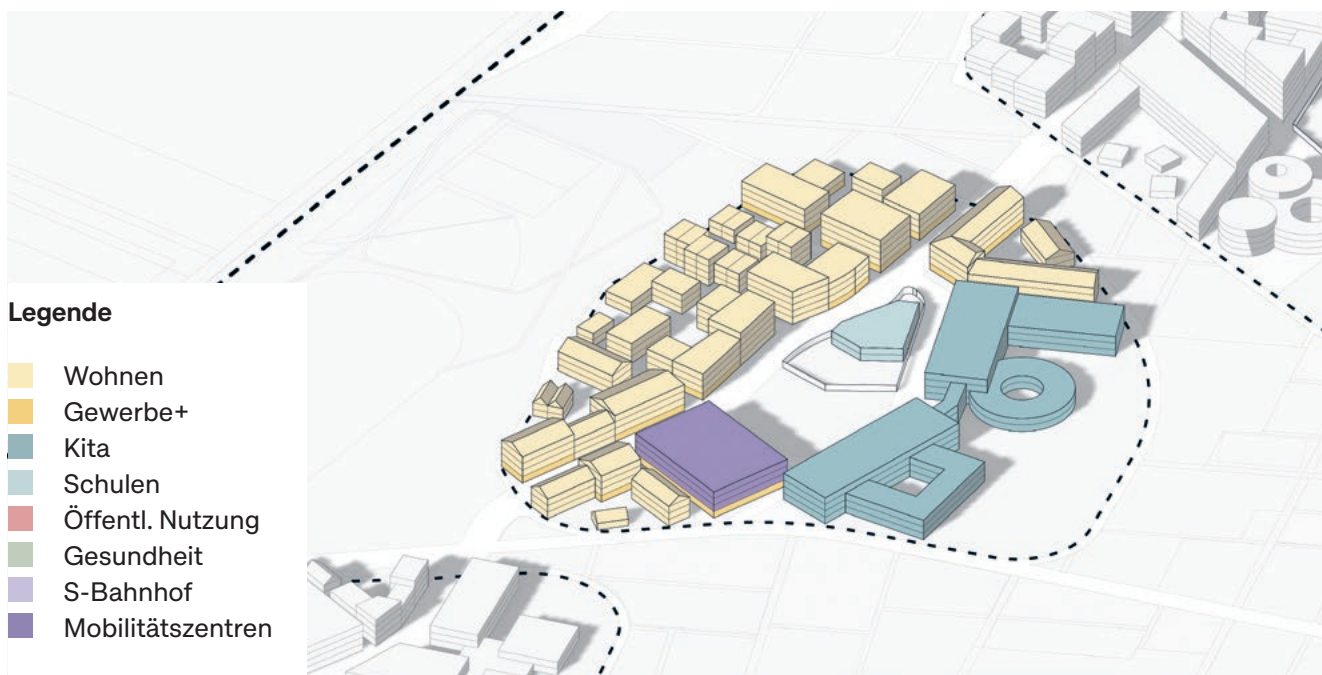 Legende
Wohnen
Gewerbe+
Kita
Schulen
Öffentl. Nutzung
Gesundheit
S-Bahnhof
Mobilitätszentren